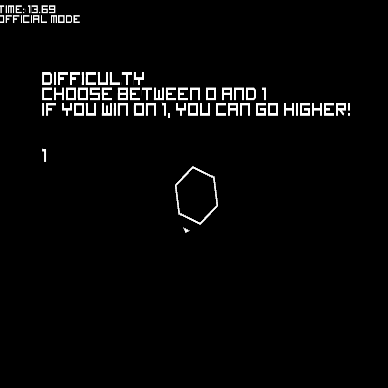 TIME: 13.69
OFFICIAL MODE
DIFFICULTY
CHOOSE BETWEEN 0 AND 1
IF YOU WIN ON 1, YOU CAN GO HIGHER!
1